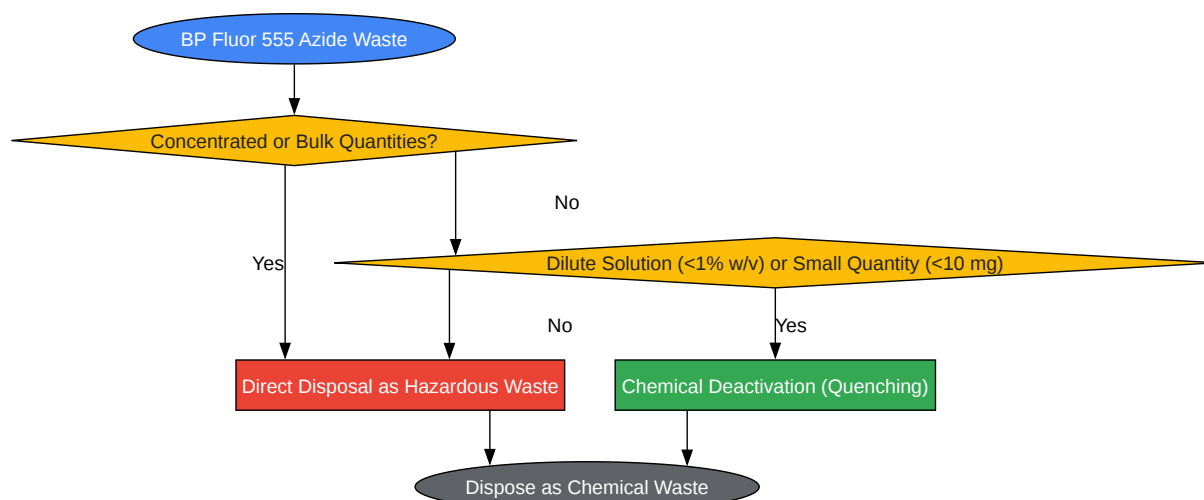 BP Fluor 555 Azide Waste
Concentrated or Bulk Quantities?
No
Yes
Dilute Solution (<1% w/v) or Small Quantity (<10 mg)
No
Yes
Direct Disposal as Hazardous Waste
Chemical Deactivation (Quenching)
Dispose as Chemical Waste